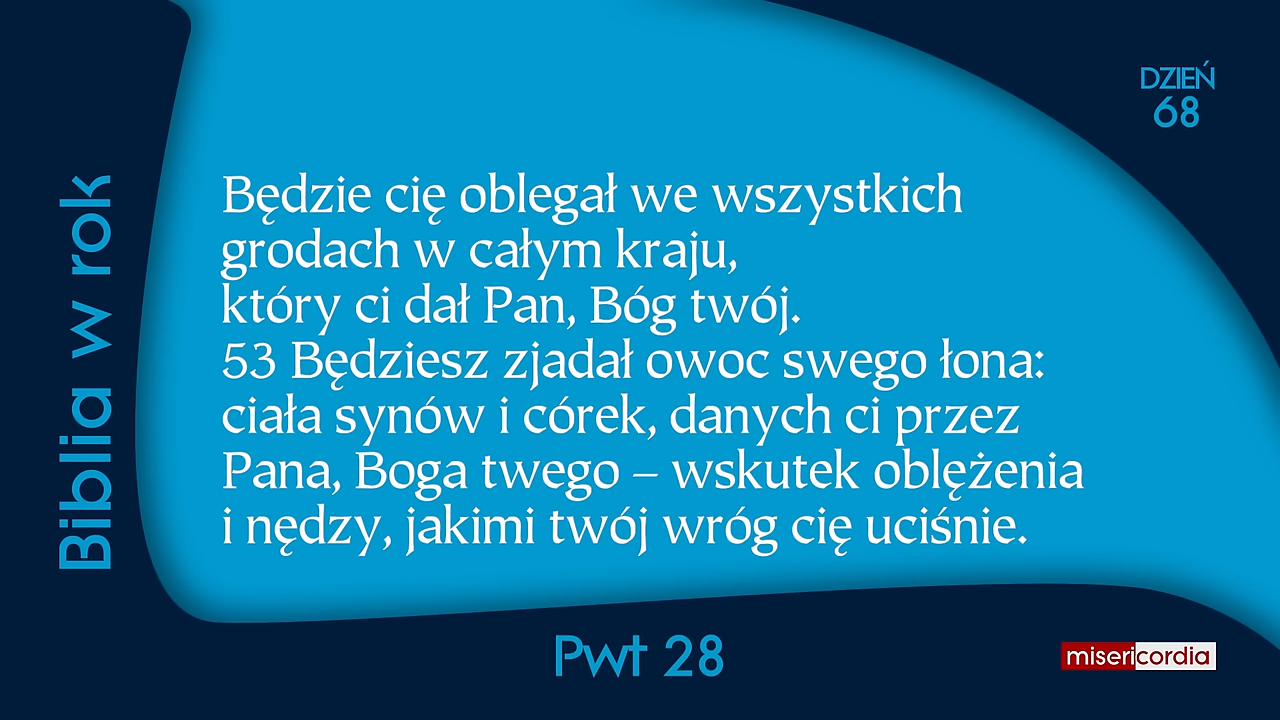 DZIEŃ
68
Biblia w rok
Będzie cię oblegał we wszystkich
grodach w całym kraju,
który ci dał Pan, Bóg twój.
53 Będziesz zjadał owoc swego łona:
ciała synów i córek, danych ci przez
Pana, Boga twego – wskutek oblężenia
i nędzy, jakimi twój wróg cię uciśnie.
Pwt 28
misericordia